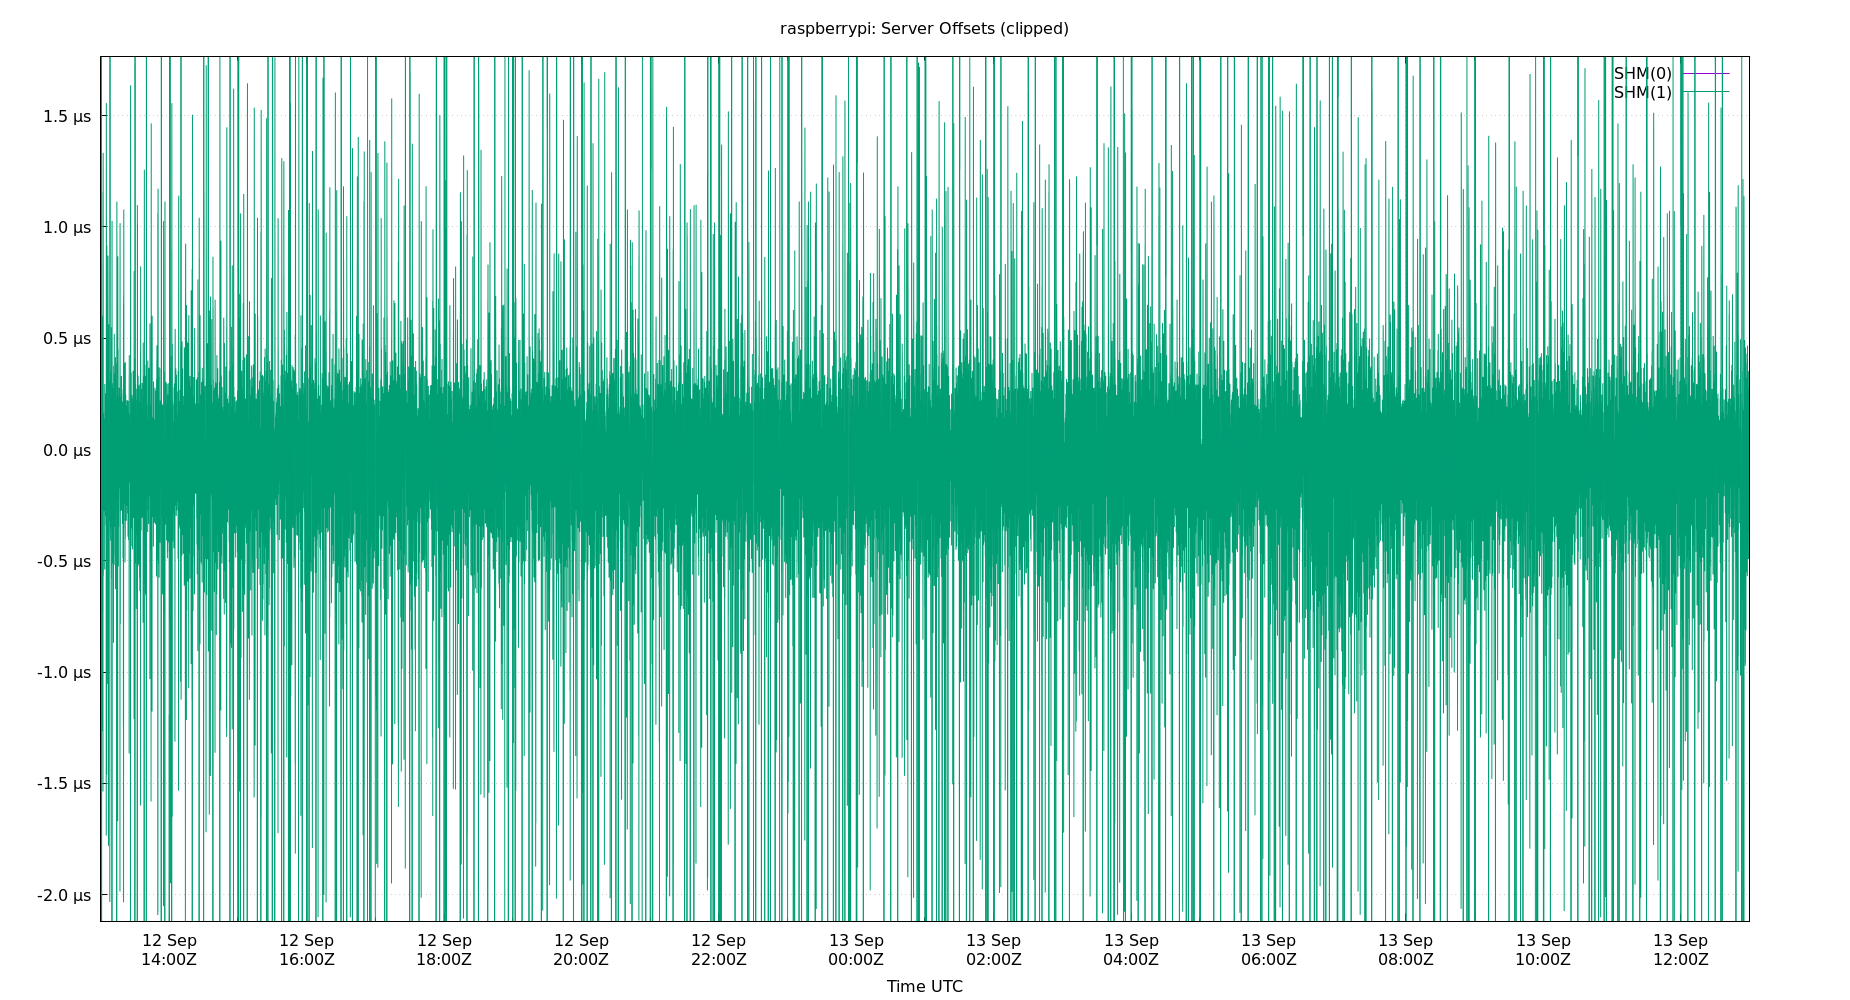 raspberrypi: Server Offsets (clipped)
SHM(0)
SHM(1)
1.5 µs
1.0 µs
0.5 µs
0.0 µs
-0.5 µs
-1.0 µs
-1.5 µs
-2.0 µs
12 Sep 12 Sep 12 Sep 12 Sep 12 Sep 13 Sep 13 Sep 13 Sep 13 Sep 13 Sep 13 Sep 13 Sep
14:00Z 16:00Z 18:00Z 20:00Z 22:00Z 00:00Z 02:00Z 04:00Z 06:00Z 08:00Z 10:00Z 12:00Z
Time UTC